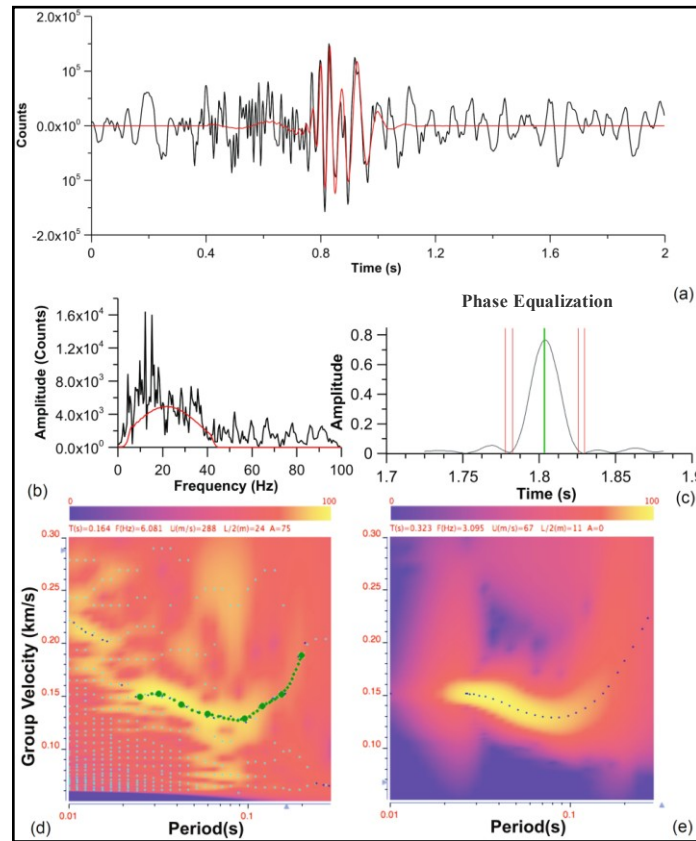 2.0x10⁵
10⁵
0.0x10⁰
10⁵
-2.0x10⁵
Counts
0 0.4 0.8 1.2 1.6 2
Time (s)
(a)
Phase Equalization
1.6x10⁴
1.2x10⁴
8.0x10³
4.0x10³
0.0x10⁰
Amplitude (Counts)
0 20 40 60 80 100
Frequency (Hz)
(b)
0.8
0.6
0.4
0.2
0
Amplitude
1.7 1.75 1.8 1.85 1.9
Time (s)
(c)
0 100
T(s)=0.164 F(Hz)=6.081 U(m/s)=288 L/2(m)=24 A=75
0.30
0.25
0.20
0.15
0.10
Group Velocity (km/s)
0.01 0.1
Period(s)
(d)
0 100
T(s)=0.323 F(Hz)=3.095 U(m/s)=67 L/2(m)=11 A=0
0.30
0.25
0.20
0.15
0.10
0.01 0.1
Period(s)
(e)